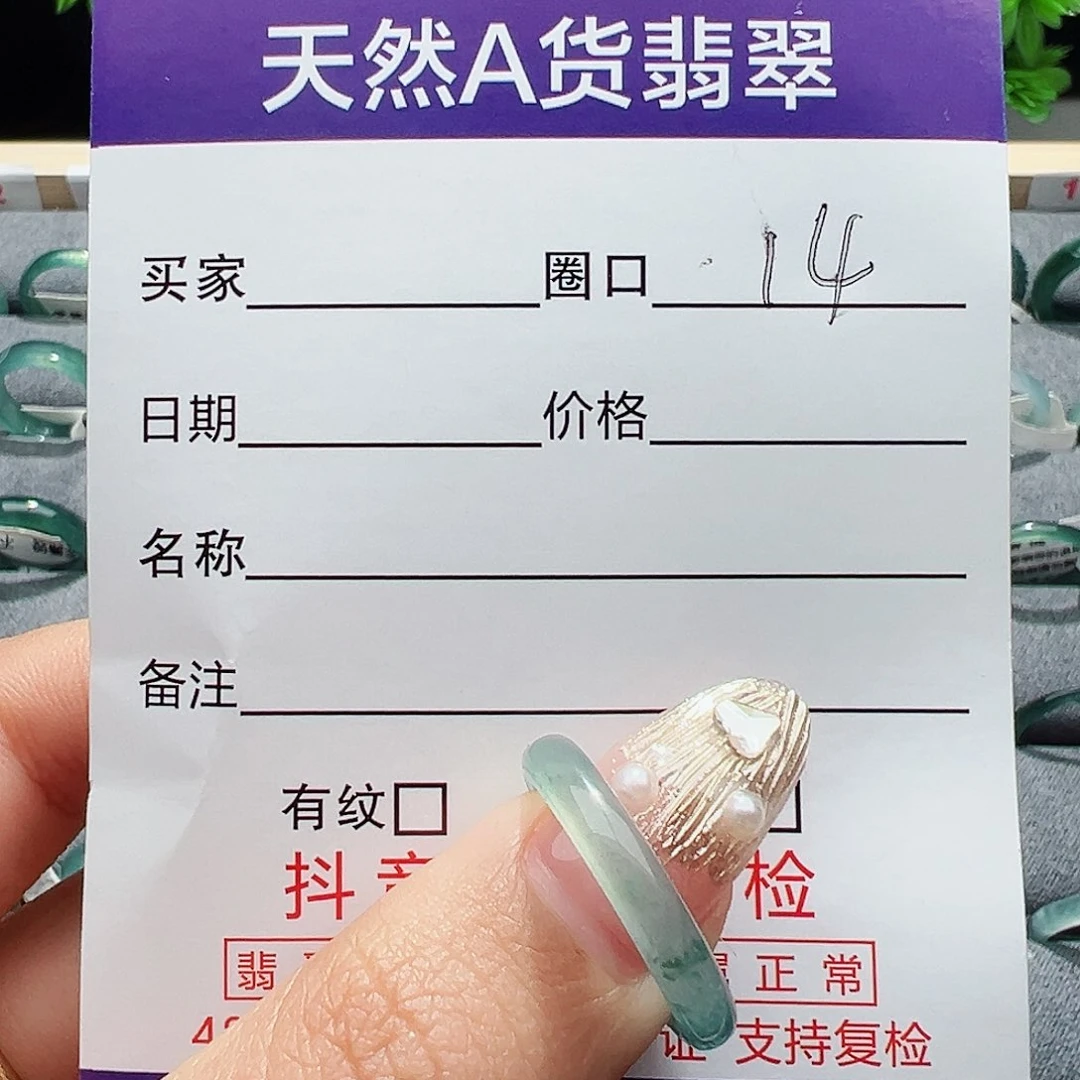 天然A货翡翠
买家 圈口 14
日期 价格
名称
备注
有纹
抖 检
翡 正常
证 支持复检